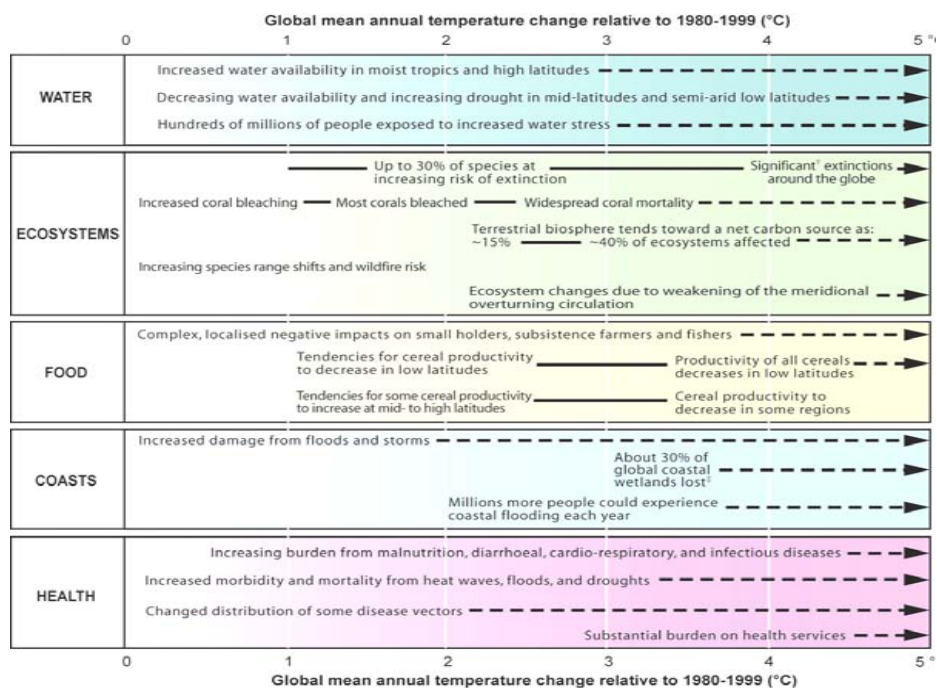 Global mean annual temperature change relative to 1980-1999 (°C)
0 1 2 3 4 5 °
WATER
Increased water availability in moist tropics and high latitudes
Decreasing water availability and increasing drought in mid-latitudes and semi-arid low latitudes
Hundreds of millions of people exposed to increased water stress
ECOSYSTEMS
Up to 30% of species at
increasing risk of extinction
Significant† extinctions
around the globe
Increased coral bleaching Most corals bleached Widespread coral mortality
Terrestrial biosphere tends toward a net carbon source as:
~15% ~40% of ecosystems affected
Increasing species range shifts and wildfire risk
Ecosystem changes due to weakening of the meridional
overturning circulation
FOOD
Complex, localised negative impacts on small holders, subsistence farmers and fishers
Tendencies for cereal productivity
to decrease in low latitudes
Productivity of all cereals
decreases in low latitudes
Tendencies for some cereal productivity
to increase at mid- to high latitudes
Cereal productivity to
decrease in some regions
COASTS
Increased damage from floods and storms
About 30% of
global coastal
wetlands lost‡
Millions more people could experience
coastal flooding each year
HEALTH
Increasing burden from malnutrition, diarrhoeal, cardio-respiratory, and infectious diseases
Increased morbidity and mortality from heat waves, floods, and droughts
Changed distribution of some disease vectors
Substantial burden on health services
0 1 2 3 4 5 °
Global mean annual temperature change relative to 1980-1999 (°C)